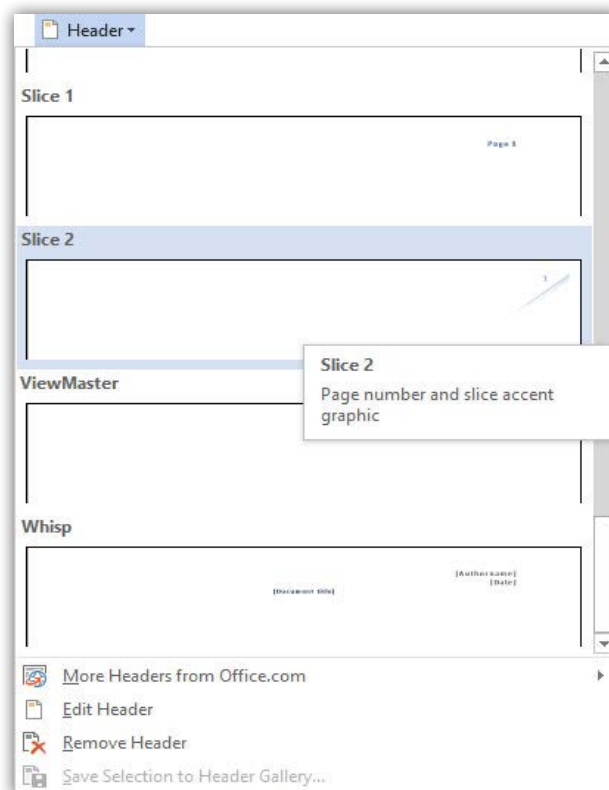 Header
Slice 1
Page 1
Slice 2
1
Slice 2
Page number and slice accent
graphic
ViewMaster
Whisp
[Author name]
[Date]
[Document title]
More Headers from Office.com
Edit Header
Remove Header
Save Selection to Header Gallery...